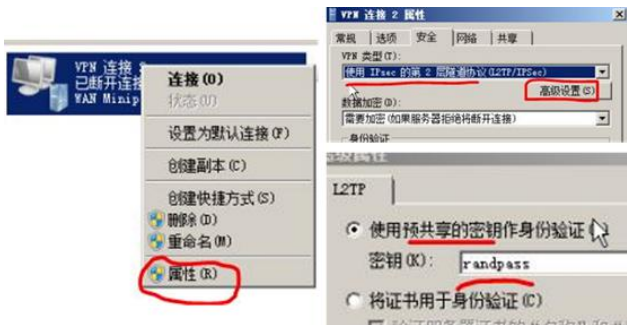 VPN 连接 2
已断开连接
WAN Minip
连接(O)
状态(U)
设置为默认连接(F)
创建副本(C)
创建快捷方式(S)
删除(D)
重命名(M)
属性(R)
VPN 连接 2 属性
常规 选项 安全 网络 共享
VPN 类型(T):
使用 IPsec 的第 2 层隧道协议(L2TP/IPSec)
高级设置(S)
数据加密(D):
需要加密(如果服务器拒绝将断开连接)
身份验证
高级属性
L2TP
使用预共享的密钥作身份验证
密钥(K): randpass
将证书用于身份验证(C)